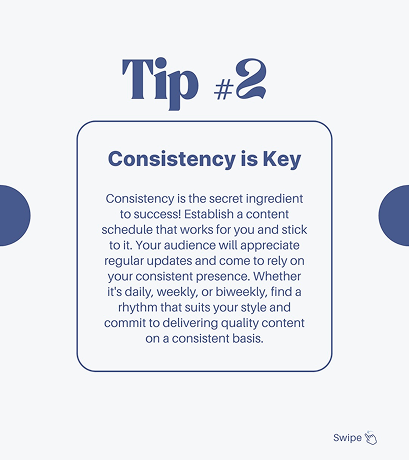 Tip #2
Consistency is Key
Consistency is the secret ingredient
to success! Establish a content
schedule that works for you and stick
to it. Your audience will appreciate
regular updates and come to rely on
your consistent presence. Whether
it's daily, weekly, or biweekly, find a
rhythm that suits your style and
commit to delivering quality content
on a consistent basis.
Swipe